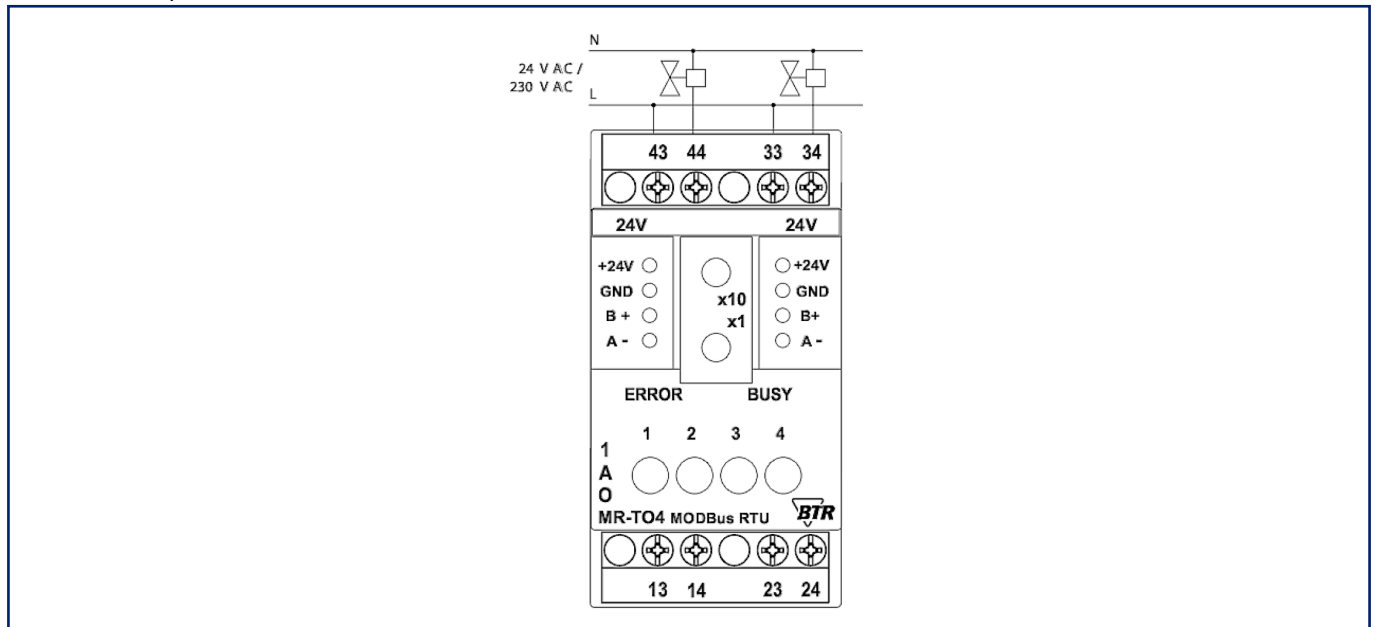 N
24 V AC /
230 V AC
L
43 44 33 34
24V 24V
+24V +24V
GND GND
x10
B + B+
x1
A - A -
ERROR BUSY
1 2 3 4
1
A
O
MR-TO4 MODBus RTU BTR
13 14 23 24